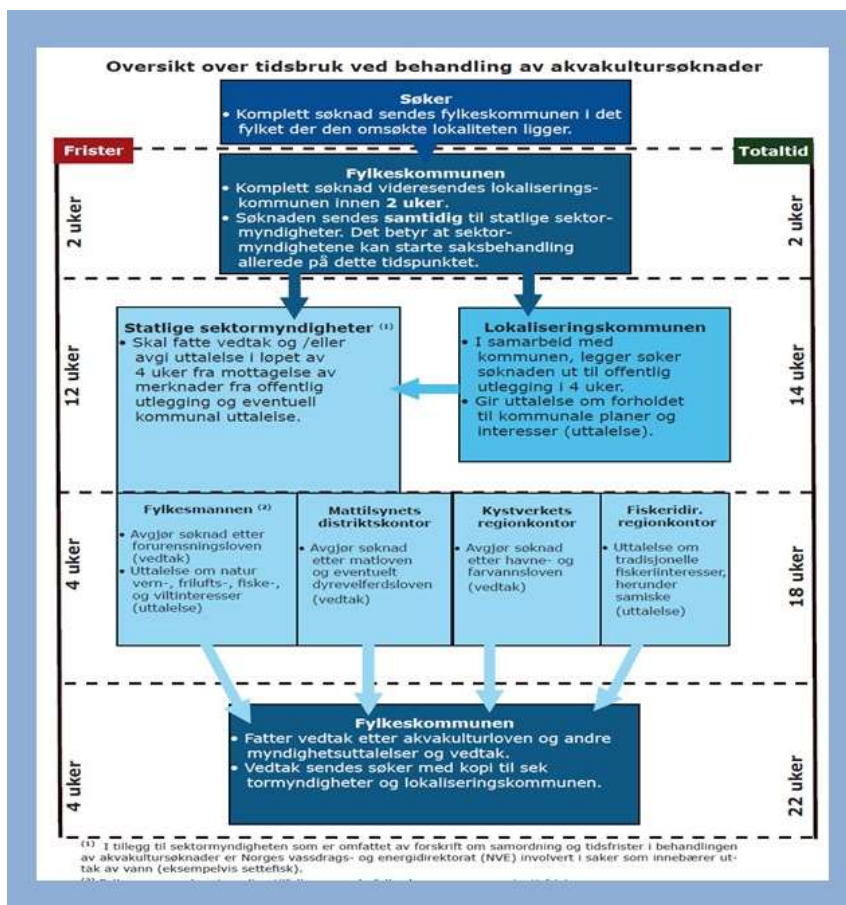 Oversikt over tidsbruk ved behandling av akvakultursøknader
Søker
• Komplett søknad sendes fylkeskommunen i det
fylket der den omsøkte lokaliteten ligger.
Frister
Totaltid
Fylkeskommunen
• Komplett søknad videresendes lokaliserings-
kommunen innen 2 uker.
• Søknaden sendes samtidig til statlige sektor-
myndigheter. Det betyr at sektor-
myndighetene kan starte saksbehandling
allerede på dette tidspunktet.
2 uker
2 uker
Statlige sektormyndigheter (1)
• Skal fatte vedtak og /eller
avgi uttalelse i løpet av
4 uker fra mottagelse av
merknader fra offentlig
utlegging og eventuell
kommunal uttalelse.
Lokaliseringskommunen
• I samarbeid med
kommunen, legger søker
søknaden ut til offentlig
utlegging i 4 uker.
• Gir uttalelse om forholdet
til kommunale planer og
interesser (uttalelse).
12 uker
14 uker
Fylkesmannen (2)
• Avgjør søknad etter
forurensningsloven
(vedtak)
• Uttalelse om natur
vern-, frilufts-, fiske-,
og viltinteresser
(uttalelse)
Mattilsynets
distriktskontor
• Avgjør søknad
etter matloven
og eventuelt
dyrevelferdsloven
(vedtak)
Kystverkets
regionkontor
• Avgjør søknad
etter havne- og
farvannsloven
(vedtak)
Fiskeridir.
regionkontor
• Uttalelse om
tradisjonelle
fiskeriinteresser,
herunder
samiske
(uttalelse)
4 uker
18 uker
Fylkeskommunen
• Fatter vedtak etter akvakulturloven og andre
myndighetsuttalelser og vedtak.
• Vedtak sendes søker med kopi til sek
tormyndigheter og lokaliseringskommunen.
4 uker
22 uker
(1) I tillegg til sektormyndigheten som er omfattet av forskrift om samordning og tidsfrister i behandlingen
av akvakultursøknader er Norges vassdrags- og energidirektorat (NVE) involvert i saker som innebærer ut-
tak av vann (eksempelvis settefisk).